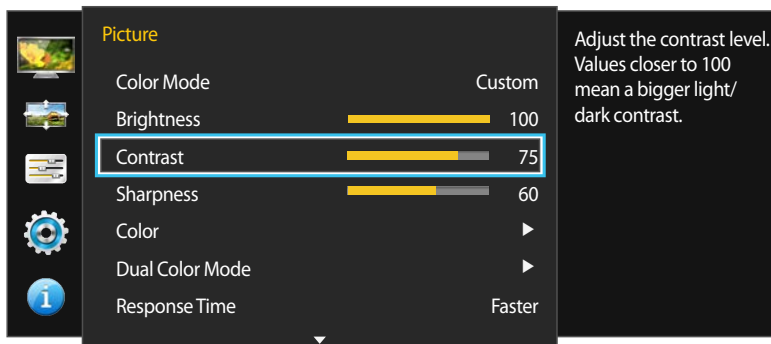 Picture
Color Mode Custom
Brightness 100
Contrast 75
Sharpness 60
Color
Dual Color Mode
Response Time Faster
Adjust the contrast level.
Values closer to 100
mean a bigger light/
dark contrast.